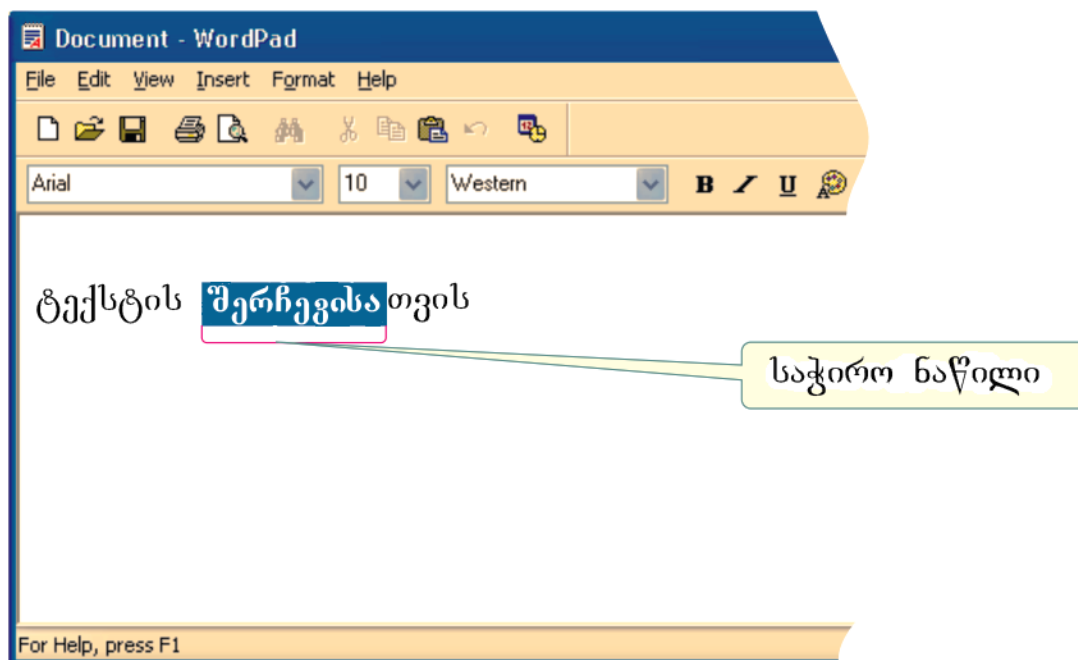 Document - WordPad
File Edit View Insert Format Help
Arial 10 Western B I U
ტექსტის შერჩევისათვის
საჭირო ნაწილი
For Help, press F1